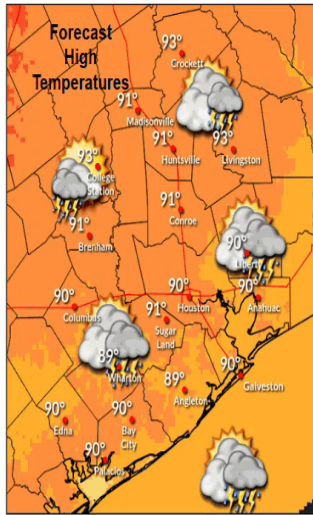 Forecast
High
Temperatures
93°
Crockett
91°
Madisonville
91°
Huntsville
93°
Livingston
93°
College
Station
91°
Conroe
91°
Brenham
90°
Liberty
90°
Columbus
90°
Houston
90°
Anahuac
91°
Sugar
Land
89°
Wharton
90°
Galveston
89°
Angleton
90°
Edna
90°
Bay
City
90°
Palacios